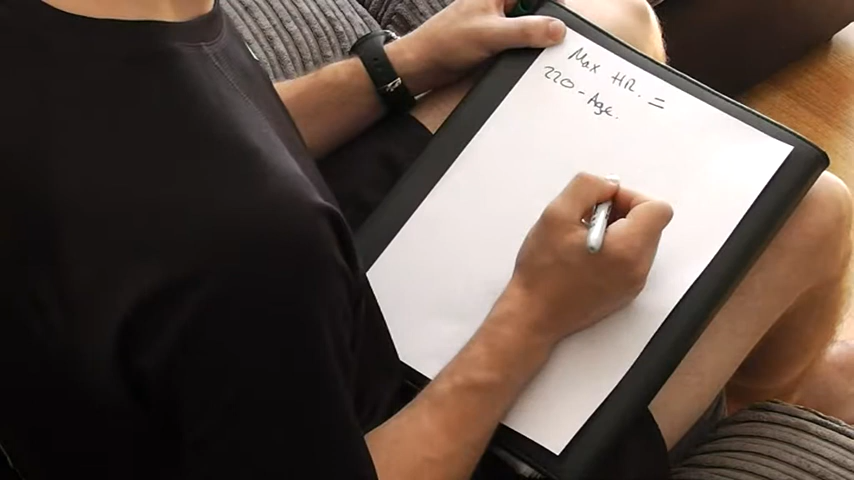 Max HR. =
220 - Age.